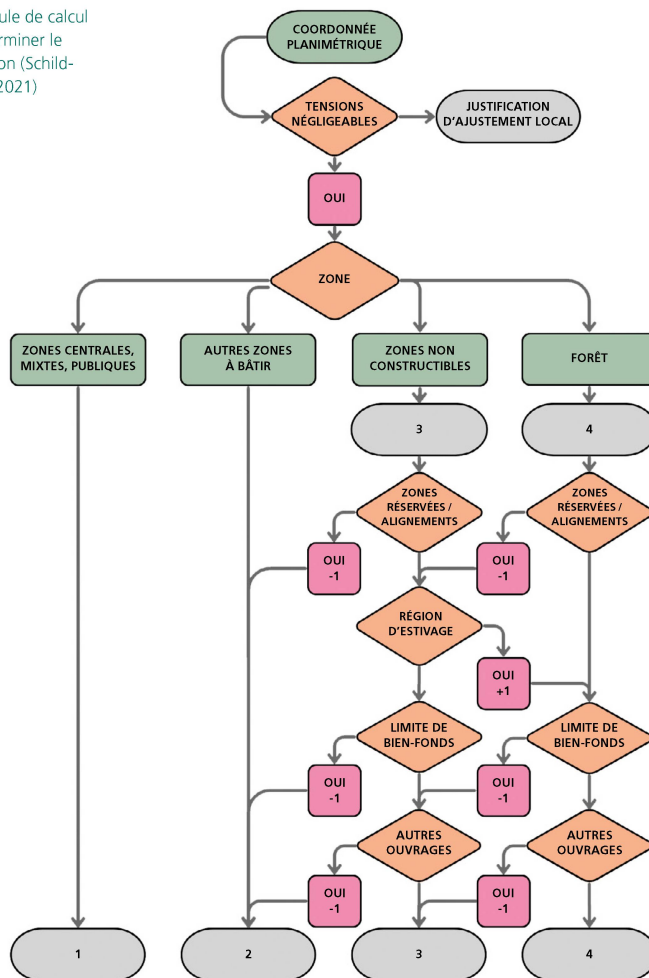 ule de calcul
rminer le
on (Schild-
2021)
COORDONNÉE
PLANIMÉTRIQUE
TENSIONS
NÉGLIGEABLES
JUSTIFICATION
D'AJUSTEMENT LOCAL
OUI
ZONE
ZONES CENTRALES,
MIXTES, PUBLIQUES
AUTRES ZONES
À BÂTIR
ZONES NON
CONSTRUCTIBLES
FORÊT
3
4
ZONES
RÉSERVÉES /
ALIGNEMENTS
ZONES
RÉSERVÉES /
ALIGNEMENTS
OUI
-1
OUI
-1
RÉGION
D'ESTIVAGE
OUI
+1
LIMITE DE
BIEN-FONDS
LIMITE DE
BIEN-FONDS
OUI
-1
OUI
-1
AUTRES
OUVRAGES
AUTRES
OUVRAGES
OUI
-1
OUI
-1
1
2
3
4